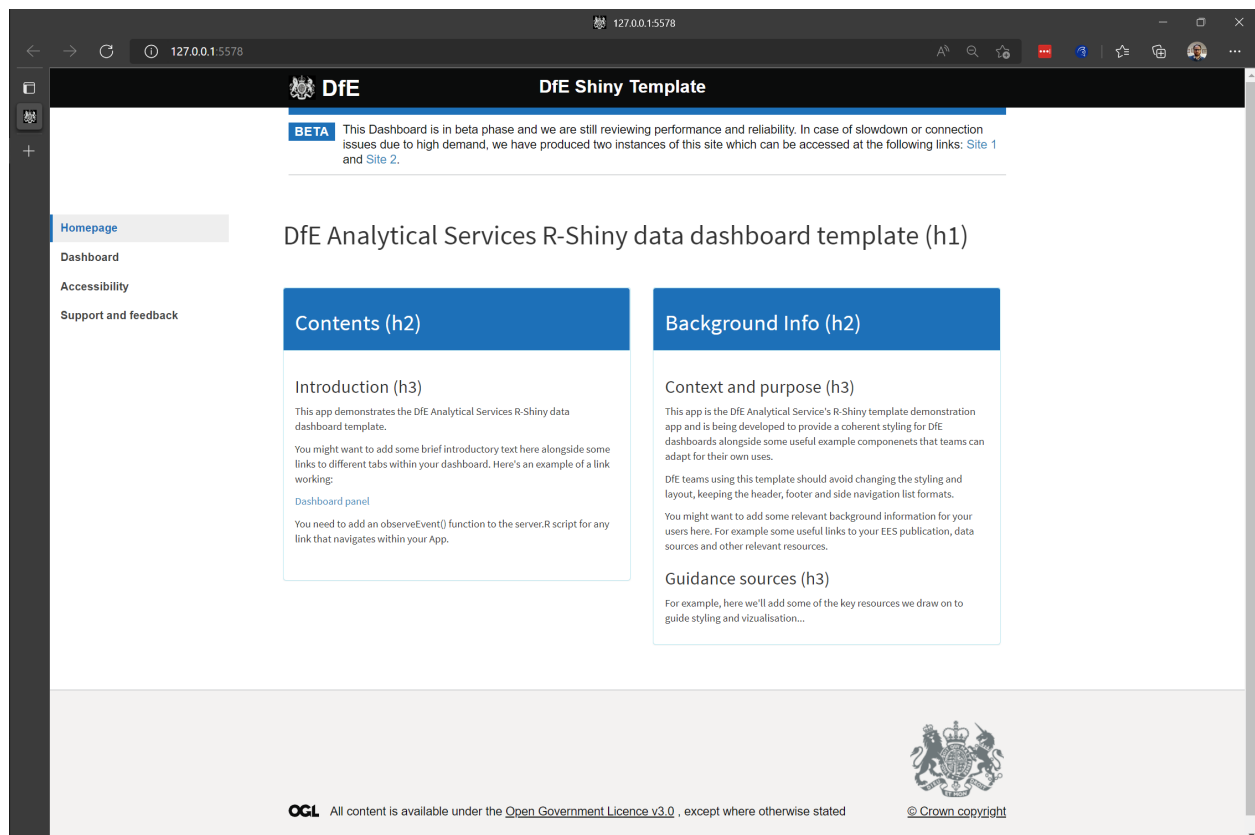 127.0.0.1:5578
127.0.0.1:5578
DfE
DfE Shiny Template
BETA
This Dashboard is in beta phase and we are still reviewing performance and reliability. In case of slowdown or connection
issues due to high demand, we have produced two instances of this site which can be accessed at the following links: Site 1
and Site 2.
Homepage
Dashboard
Accessibility
Support and feedback
DfE Analytical Services R-Shiny data dashboard template (h1)
Contents (h2)
Introduction (h3)
This app demonstrates the DfE Analytical Services R-Shiny data
dashboard template.
You might want to add some brief introductory text here alongside some
links to different tabs within your dashboard. Here's an example of a link
working:
Dashboard panel
You need to add an observeEvent() function to the server.R script for any
link that navigates within your App.
Background Info (h2)
Context and purpose (h3)
This app is the DfE Analytical Service's R-Shiny template demonstration
app and is being developed to provide a coherent styling for DfE
dashboards alongside some useful example componenets that teams can
adapt for their own uses.
DfE teams using this template should avoid changing the styling and
layout, keeping the header, footer and side navigation list formats.
You might want to add some relevant background information for your
users here. For example some useful links to your EES publication, data
sources and other relevant resources.
Guidance sources (h3)
For example, here we'll add some of the key resources we draw on to
guide styling and vizualisation...
OGL All content is available under the Open Government Licence v3.0 , except where otherwise stated
© Crown copyright